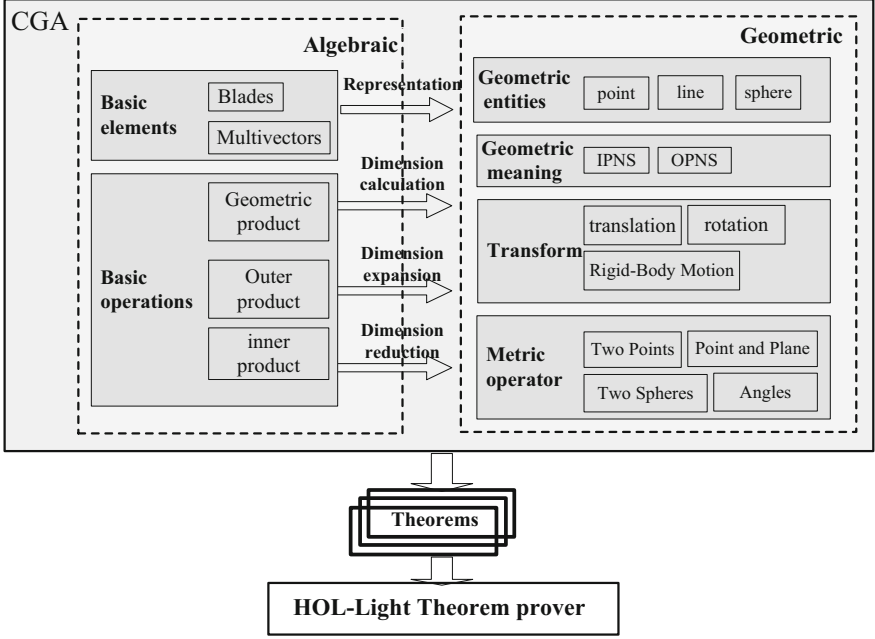 CGA
Algebraic
Basic
elements
Blades
Multivectors
Basic
operations
Geometric
product
Outer
product
inner
product
Representation
Dimension
calculation
Dimension
expansion
Dimension
reduction
Geometric
Geometric
entities
point
line
sphere
Geometric
meaning
IPNS
OPNS
Transform
translation
rotation
Rigid-Body Motion
Metric
operator
Two Points
Point and Plane
Two Spheres
Angles
Theorems
HOL-Light Theorem prover